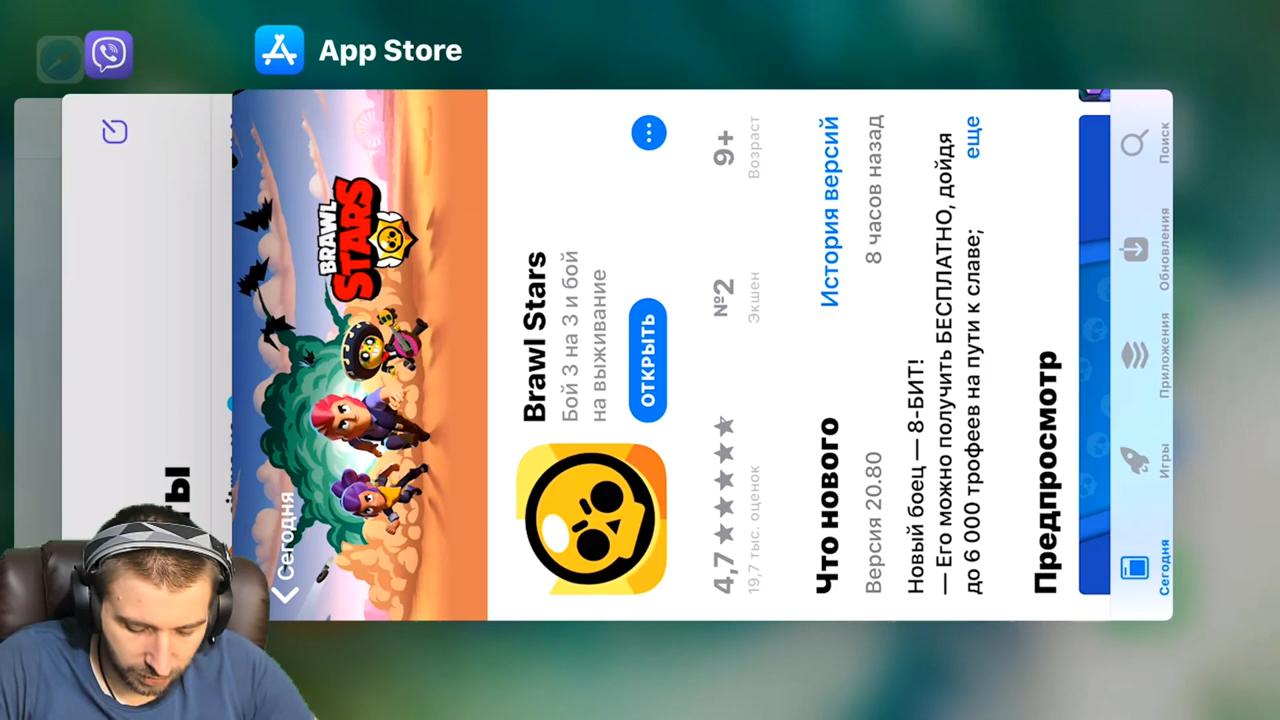 App Store
ты
Сегодня
BRAWL
STARS
Brawl Stars
Бой 3 на 3 и бой
на выживание
ОТКРЫТЬ
4,7
19,7 тыс. оценок
№2
Экшен
9+
Возраст
Что нового
История версий
Версия 20.80
8 часов назад
Новый боец — 8-БИТ!
— Его можно получить БЕСПЛАТНО, дойдя
до 6 000 трофеев на пути к славе;
еще
Предпросмотр
Сегодня
Игры
Приложения
Обновления
Поиск